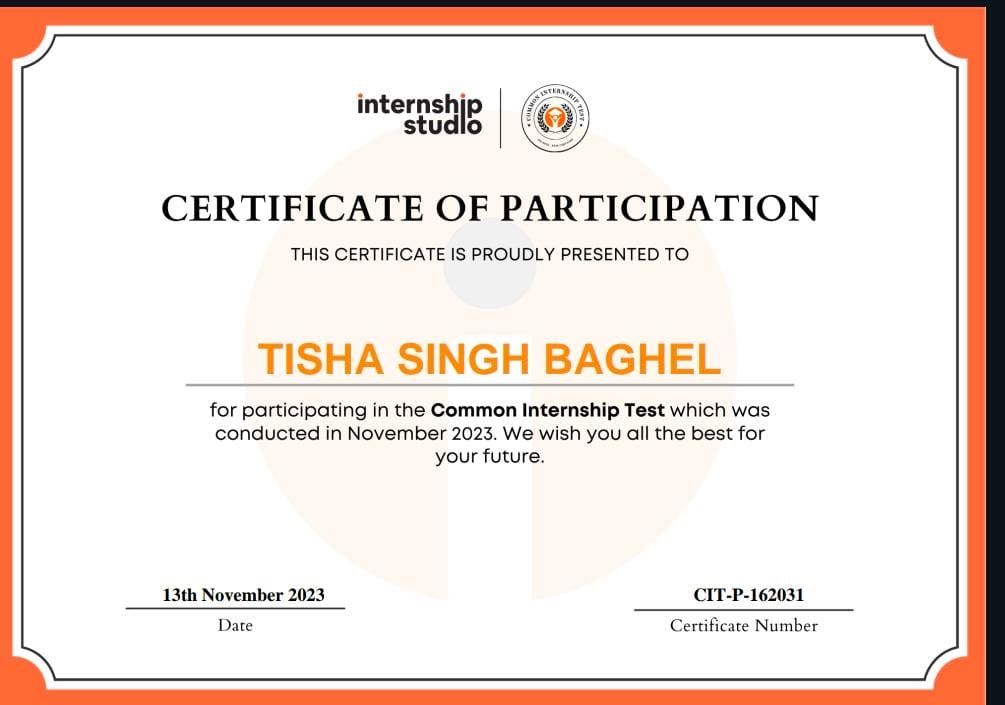 internship
studio
COMMON INTERNSHIP TEST
CERTIFICATE OF PARTICIPATION
THIS CERTIFICATE IS PROUDLY PRESENTED TO
TISHA SINGH BAGHEL
for participating in the Common Internship Test which was
conducted in November 2023. We wish you all the best for
your future.
13th November 2023
Date
CIT-P-162031
Certificate Number